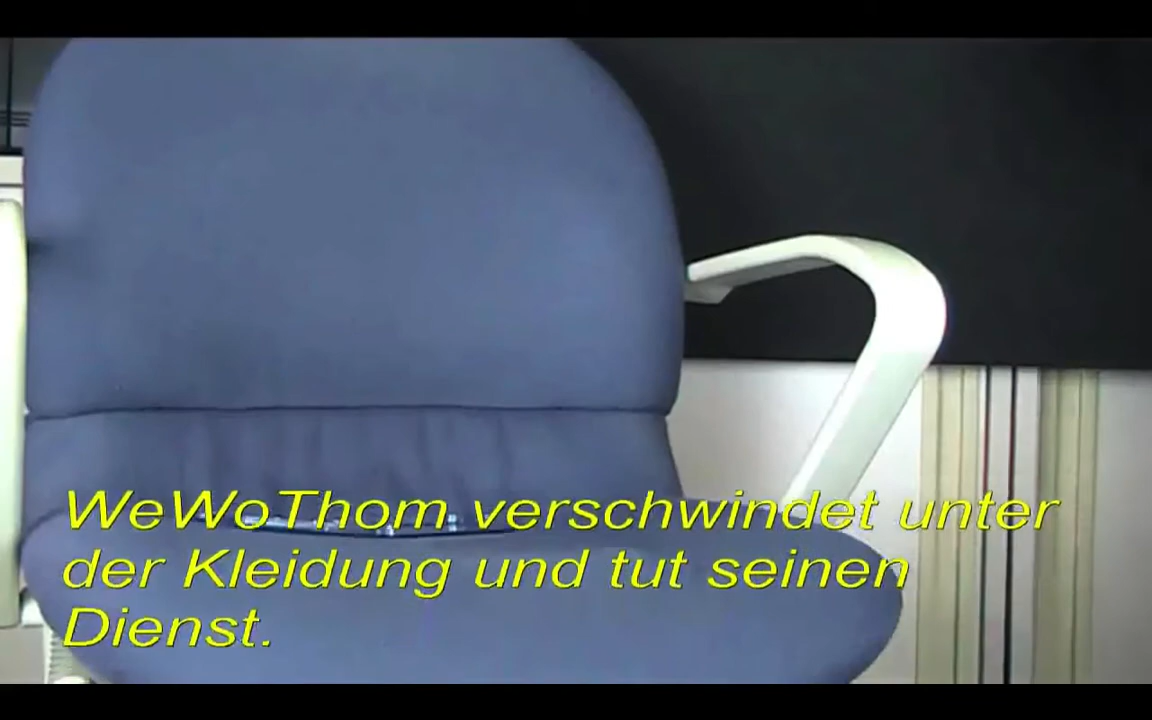 WeWoThom verschwindet unter
der Kleidung und tut seinen
Dienst.